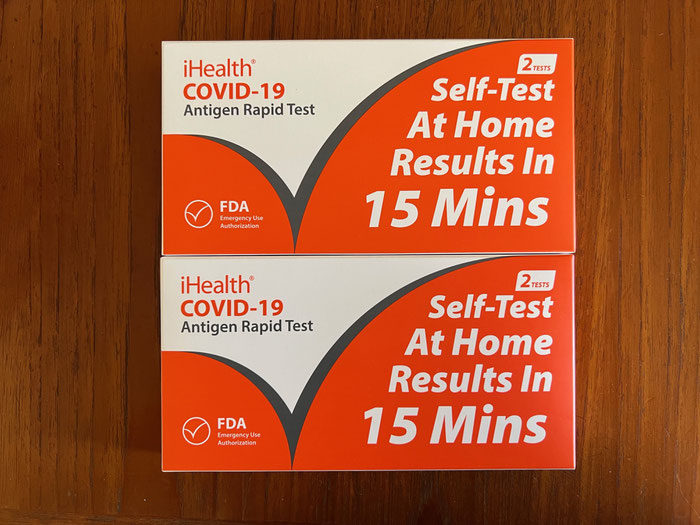 iHealth®
COVID-19
Antigen Rapid Test
FDA
Emergency Use
Authorization
2 TESTS
Self-Test
At Home
Results In
15 Mins
iHealth®
COVID-19
Antigen Rapid Test
FDA
Emergency Use
Authorization
2 TESTS
Self-Test
At Home
Results In
15 Mins